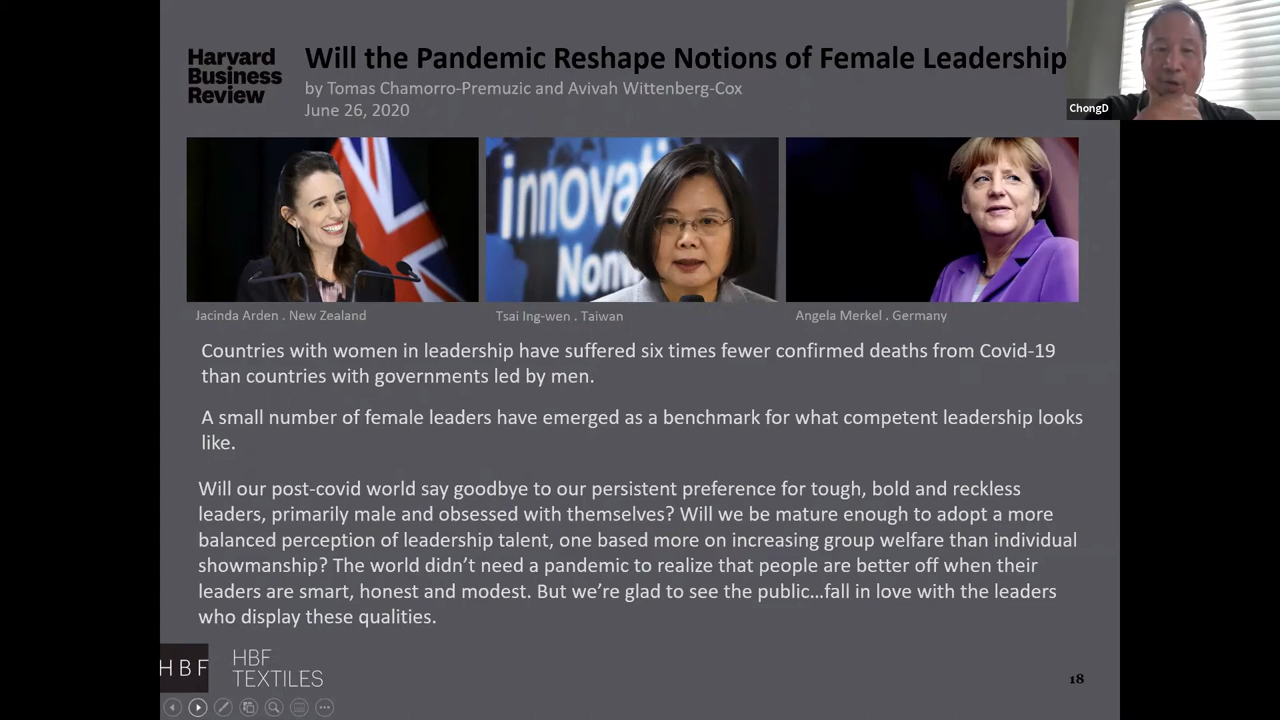 Harvard
Business
Review
Will the Pandemic Reshape Notions of Female Leadership
by Tomas Chamorro-Premuzic and Avivah Wittenberg-Cox
June 26, 2020
ChongD
innovati
Nonv
Jacinda Arden . New Zealand
Tsai Ing-wen . Taiwan
Angela Merkel . Germany
Countries with women in leadership have suffered six times fewer confirmed deaths from Covid-19
than countries with governments led by men.
A small number of female leaders have emerged as a benchmark for what competent leadership looks
like.
Will our post-covid world say goodbye to our persistent preference for tough, bold and reckless
leaders, primarily male and obsessed with themselves? Will we be mature enough to adopt a more
balanced perception of leadership talent, one based more on increasing group welfare than individual
showmanship? The world didn’t need a pandemic to realize that people are better off when their
leaders are smart, honest and modest. But we’re glad to see the public…fall in love with the leaders
who display these qualities.
HBF
HBF
TEXTILES
18